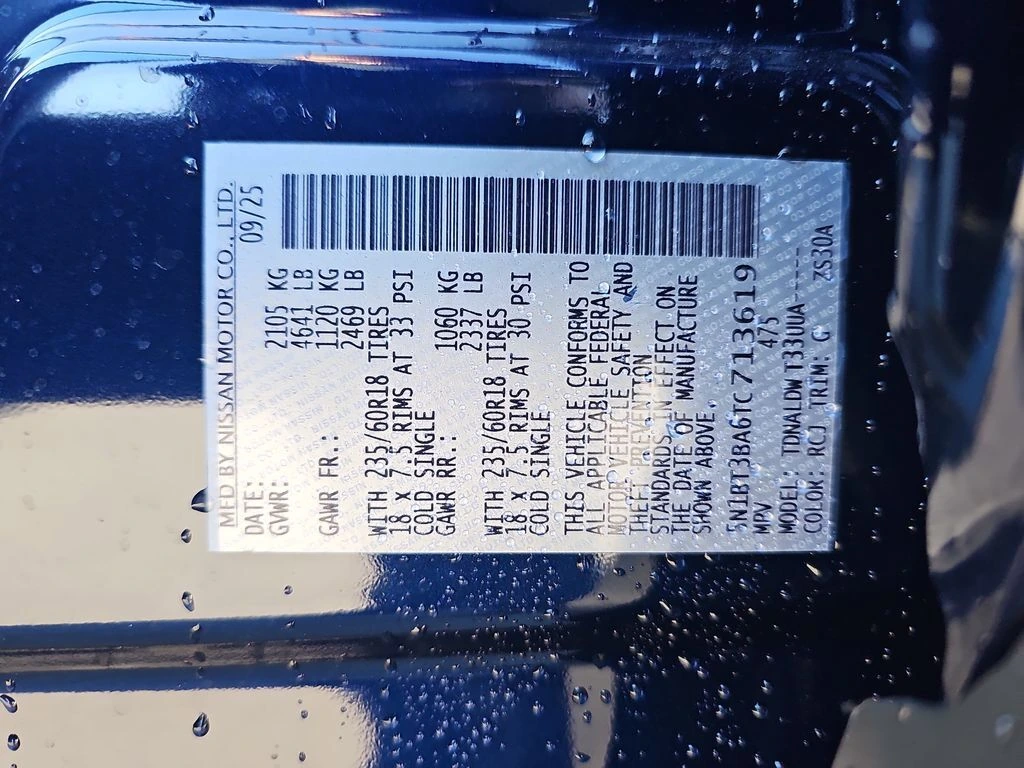 MFD BY NISSAN MOTOR CO., LTD.
DATE: 09/25
GVWR: 2105 KG
4641 LB
GAWR FR.: 1120 KG
2469 LB
WITH 235/60R18 TIRES
18 x 7.5 RIMS AT 33 PSI
COLD SINGLE
GAWR RR.: 1060 KG
2337 LB
WITH 235/60R18 TIRES
18 X 7.5 RIMS AT 30 PSI
COLD SINGLE
THIS VEHICLE CONFORMS TO
ALL APPLICABLE FEDERAL
MOTOR VEHICLE SAFETY AND
THEFT PREVENTION
STANDARDS IN EFFECT ON
THE DATE OF MANUFACTURE
SHOWN ABOVE.
5N1BT3BA6TC713619
MPV 475
MODEL: TDNALDW T33UUA-----
COLOR: RCJ TRIM: G ZS30A